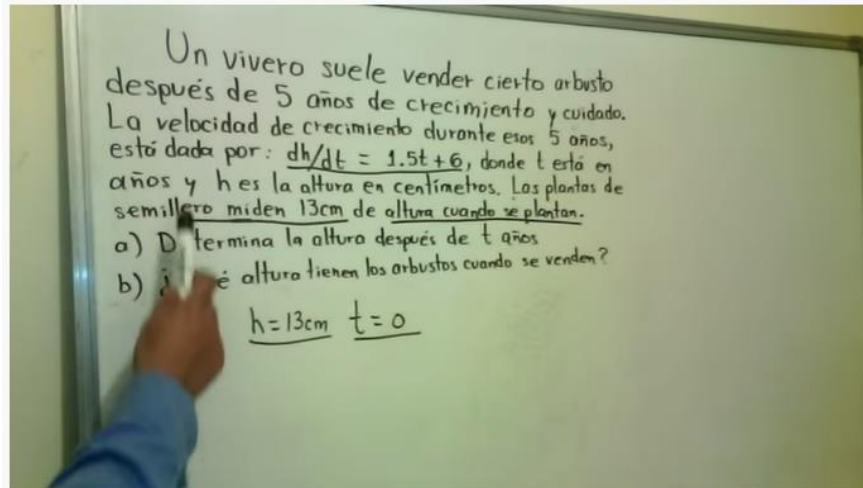 Un vivero suele vender cierto arbusto
después de 5 años de crecimiento y cuidado.
La velocidad de crecimiento durante esos 5 años,
está dada por: dh/dt = 1.5t + 6, donde t está en
años y h es la altura en centímetros. Las plantas de
semillero miden 13cm de altura cuando se plantan.
a) D termina la altura después de t años
b) ¿ é altura tienen los arbustos cuando se venden?
h = 13cm t = 0